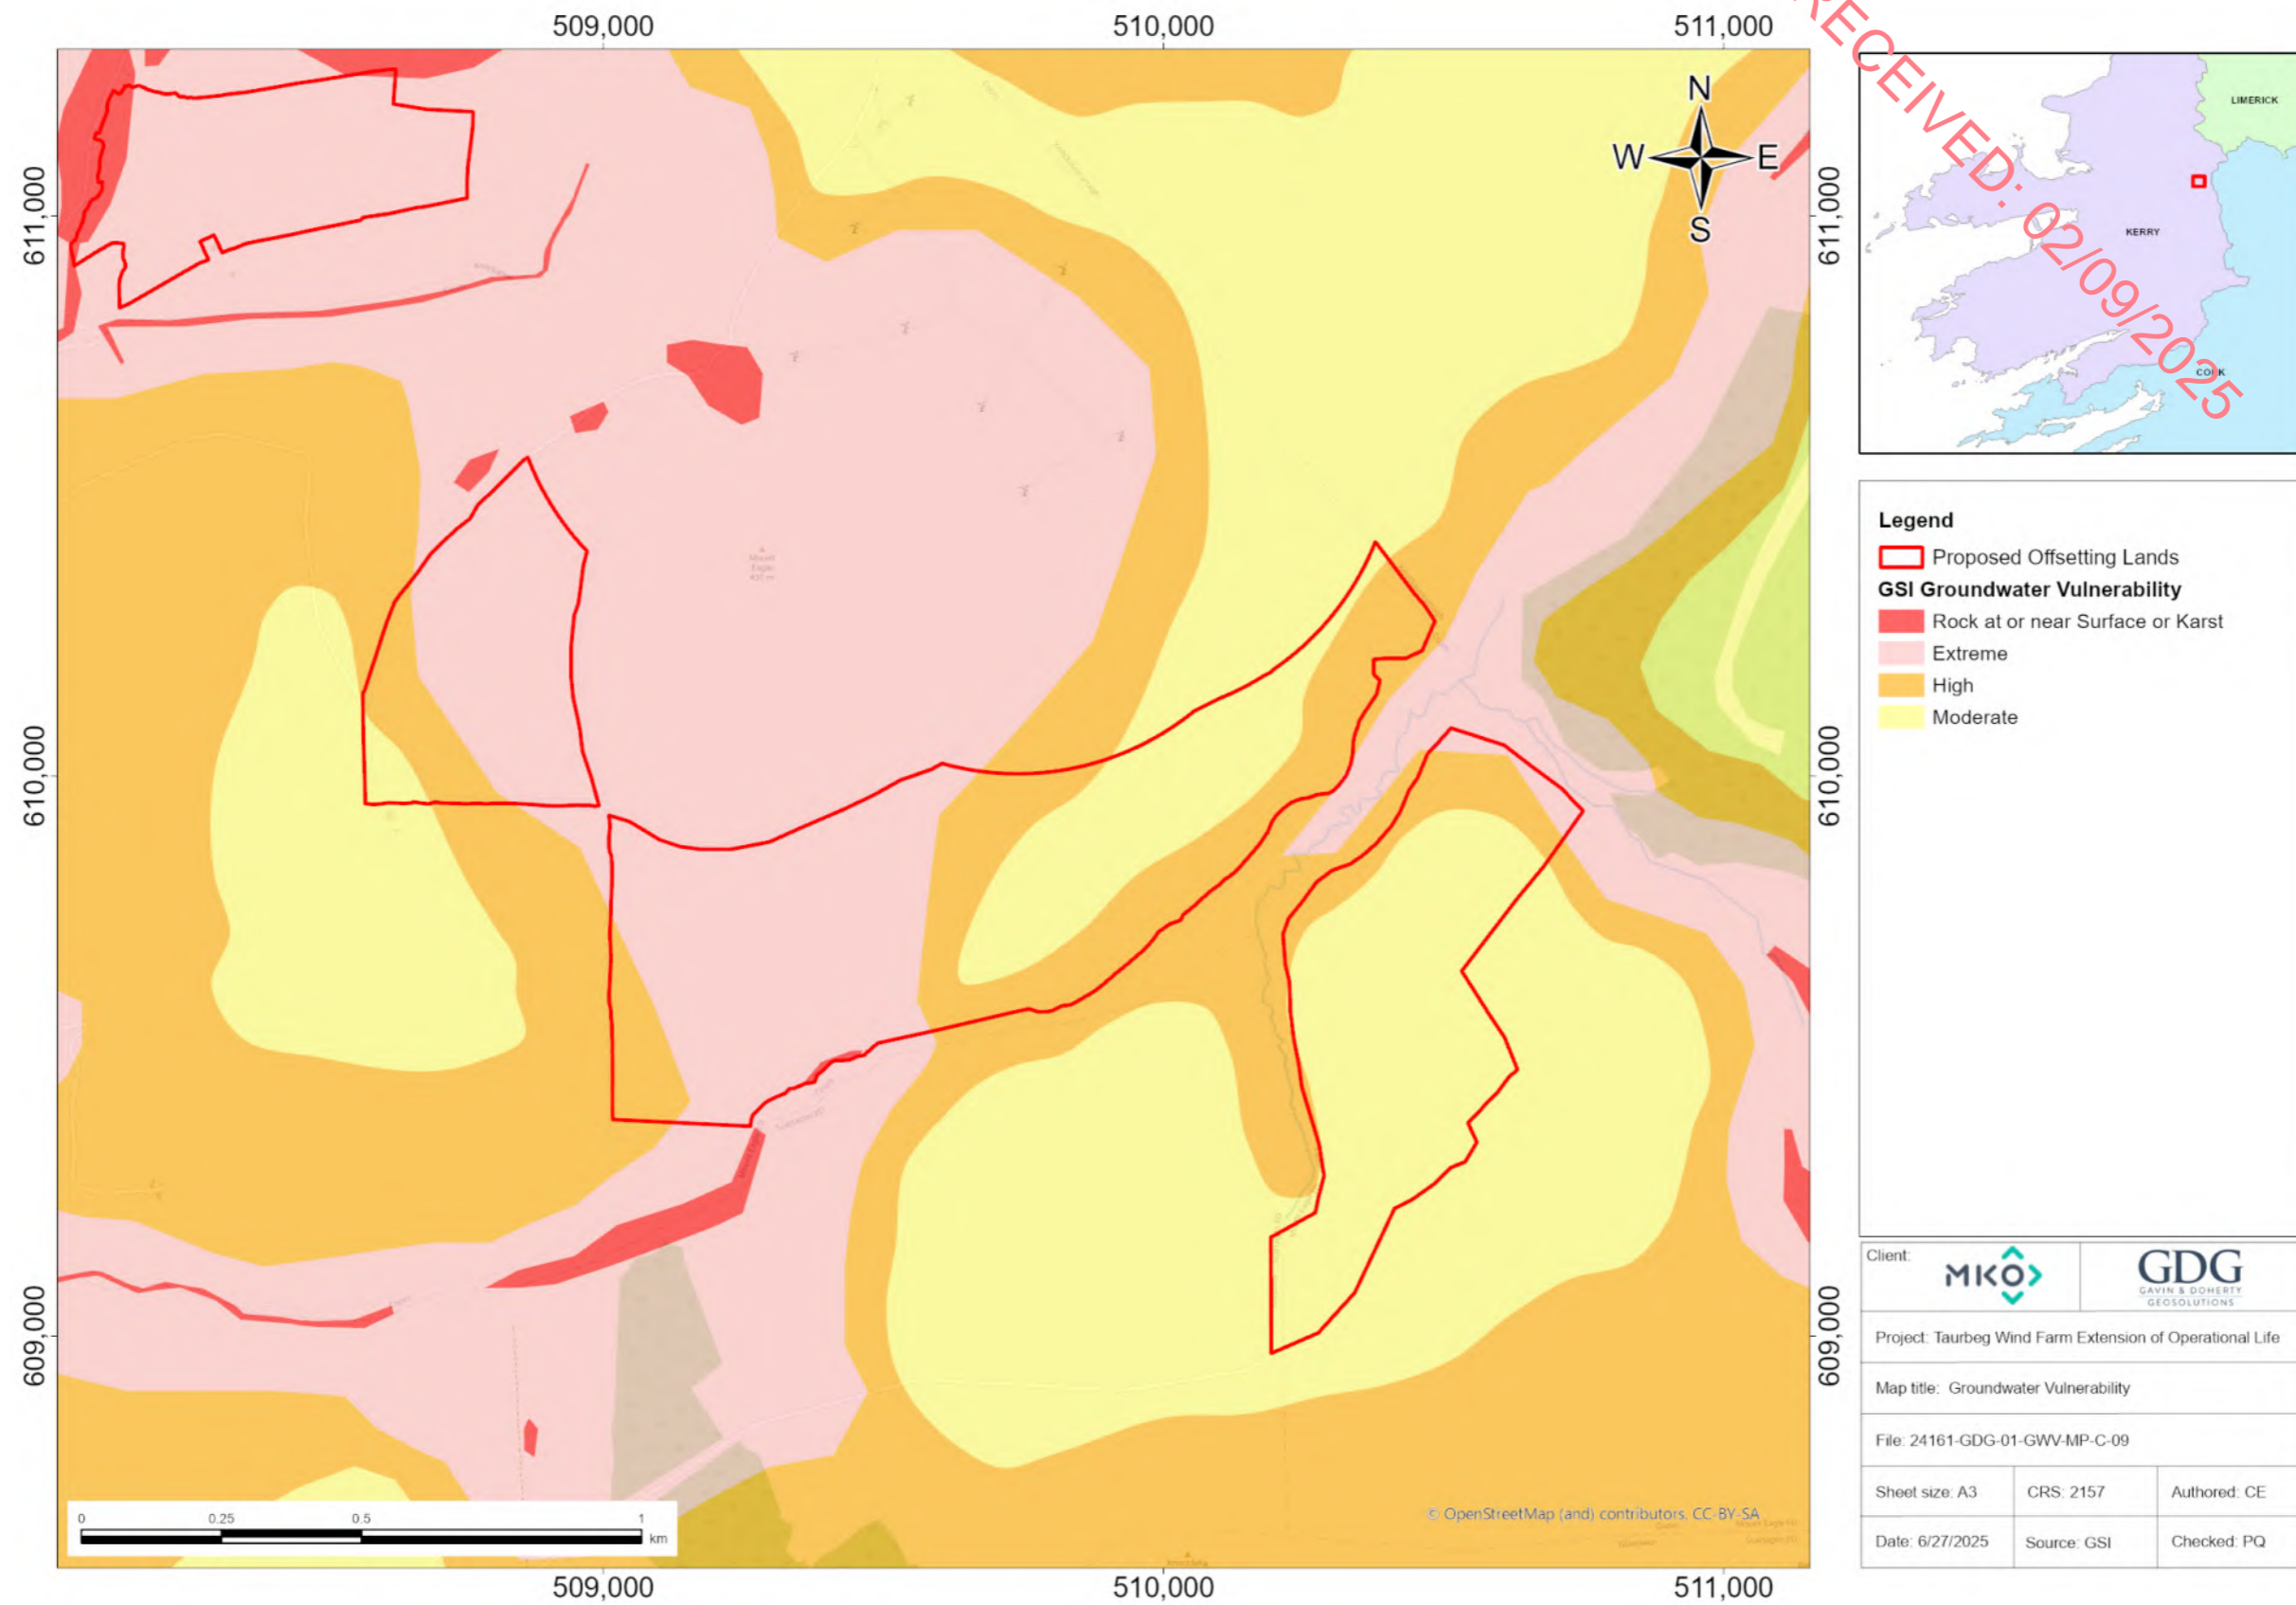 509,000
510,000
511,000
RECEIVED: 02/09/2025
611,000
610,000
609,000
N
W
E
S
611,000
610,000
609,000
Mount
Eagle
431 m
0
0.25
0.5
1
km
© OpenStreetMap (and) contributors, CC-BY-SA
509,000
510,000
511,000
LIMERICK
KERRY
Legend
Proposed Offsetting Lands
GSI Groundwater Vulnerability
Rock at or near Surface or Karst
Extreme
High
Moderate
Client:
MKO
GDG
GAVIN & DOHERTY
GEOSOLUTIONS
Project: Taurbeg Wind Farm Extension of Operational Life
Map title: Groundwater Vulnerability
File: 24161-GDG-01-GWV-MP-C-09
Sheet size: A3
CRS: 2157
Authored: CE
Date: 6/27/2025
Source: GSI
Checked: PQ